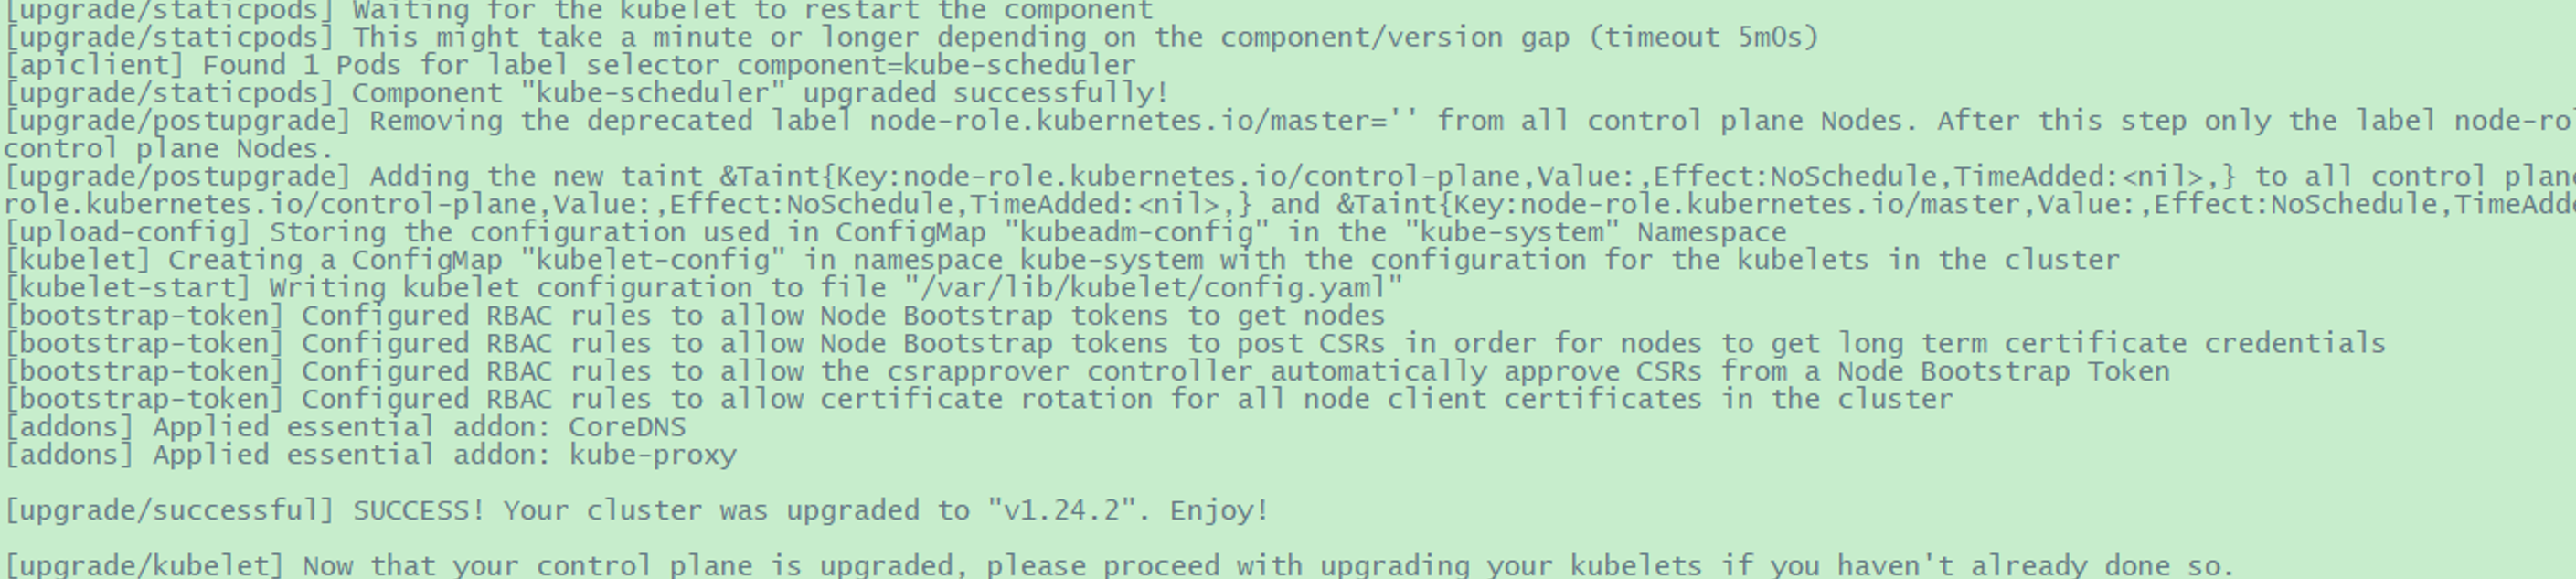 [upgrade/staticpods] Waiting for the kubelet to restart the component
[upgrade/staticpods] This might take a minute or longer depending on the component/version gap (timeout 5m0s)
[apiclient] Found 1 Pods for label selector component=kube-scheduler
[upgrade/staticpods] Component "kube-scheduler" upgraded successfully!
[upgrade/postupgrade] Removing the deprecated label node-role.kubernetes.io/master='' from all control plane Nodes. After this step only the label node-ro
control plane Nodes.
[upgrade/postupgrade] Adding the new taint &Taint{Key:node-role.kubernetes.io/control-plane,Value:,Effect:NoSchedule,TimeAdded:<nil>,} to all control plane
role.kubernetes.io/control-plane,Value:,Effect:NoSchedule,TimeAdded:<nil>,} and &Taint{Key:node-role.kubernetes.io/master,Value:,Effect:NoSchedule,TimeAdde
[upload-config] Storing the configuration used in ConfigMap "kubeadm-config" in the "kube-system" Namespace
[kubelet] Creating a ConfigMap "kubelet-config" in namespace kube-system with the configuration for the kubelets in the cluster
[kubelet-start] Writing kubelet configuration to file "/var/lib/kubelet/config.yaml"
[bootstrap-token] Configured RBAC rules to allow Node Bootstrap tokens to get nodes
[bootstrap-token] Configured RBAC rules to allow Node Bootstrap tokens to post CSRs in order for nodes to get long term certificate credentials
[bootstrap-token] Configured RBAC rules to allow the csrapprover controller automatically approve CSRs from a Node Bootstrap Token
[bootstrap-token] Configured RBAC rules to allow certificate rotation for all node client certificates in the cluster
[addons] Applied essential addon: CoreDNS
[addons] Applied essential addon: kube-proxy
[upgrade/successful] SUCCESS! Your cluster was upgraded to "v1.24.2". Enjoy!
[upgrade/kubelet] Now that your control plane is upgraded, please proceed with upgrading your kubelets if you haven't already done so.